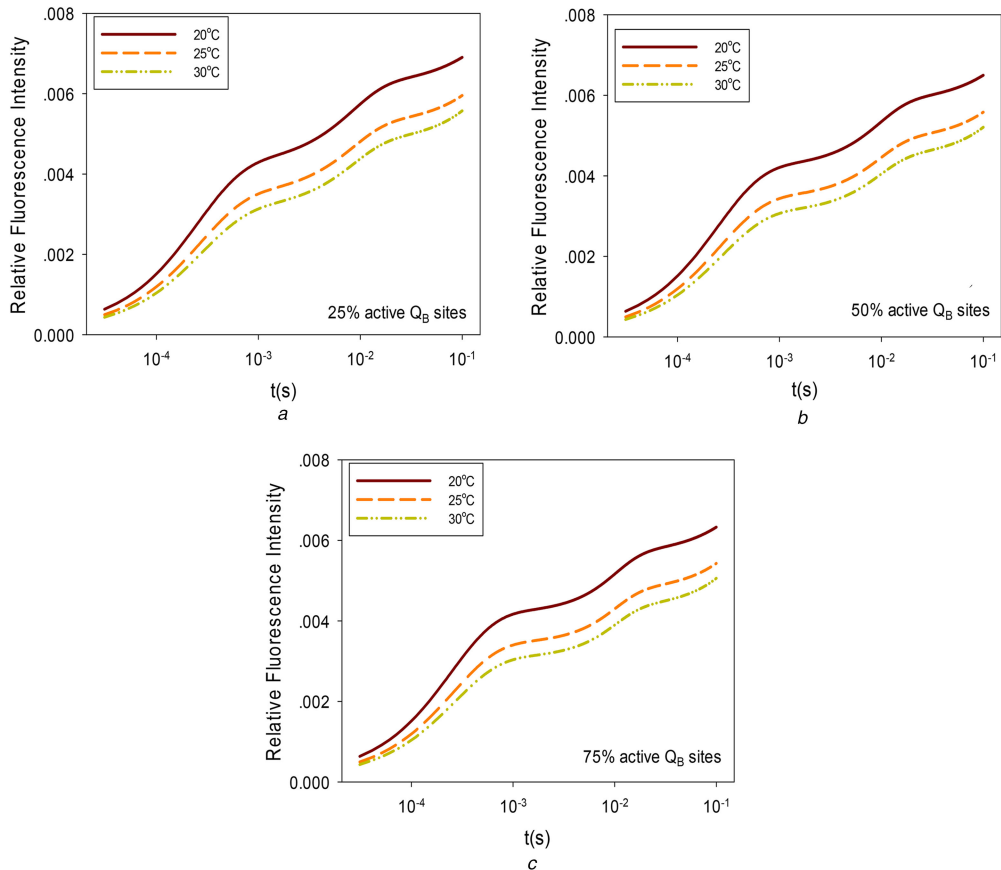 20°C
25°C
30°C
Relative Fluorescence Intensity
.008
.006
.004
.002
0.000
25% active Q_B sites
10⁻⁴ 10⁻³ 10⁻² 10⁻¹
t(s)
a
20°C
25°C
30°C
Relative Fluorescence Intensity
.008
.006
.004
.002
0.000
50% active Q_B sites
10⁻⁴ 10⁻³ 10⁻² 10⁻¹
t(s)
b
20°C
25°C
30°C
Relative Fluorescence Intensity
.008
.006
.004
.002
0.000
75% active Q_B sites
10⁻⁴ 10⁻³ 10⁻² 10⁻¹
t(s)
c